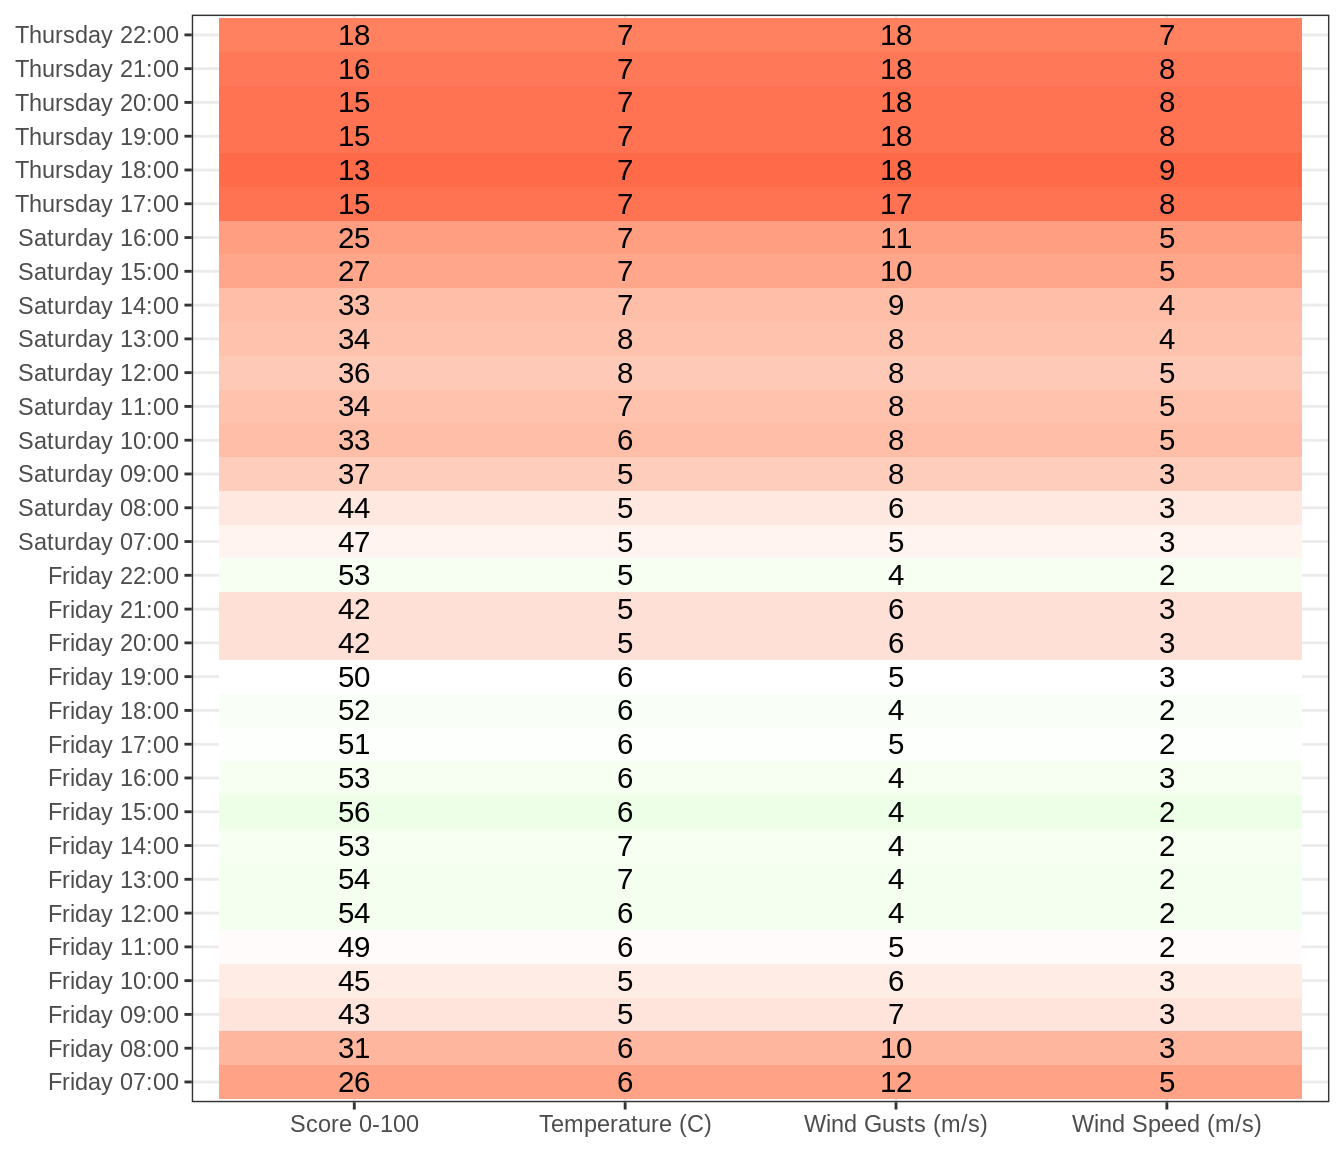 Thursday 22:00 18 7 18 7
Thursday 21:00 16 7 18 8
Thursday 20:00 15 7 18 8
Thursday 19:00 15 7 18 8
Thursday 18:00 13 7 18 9
Thursday 17:00 15 7 17 8
Saturday 16:00 25 7 11 5
Saturday 15:00 27 7 10 5
Saturday 14:00 33 7 9 4
Saturday 13:00 34 8 8 4
Saturday 12:00 36 8 8 5
Saturday 11:00 34 7 8 5
Saturday 10:00 33 6 8 5
Saturday 09:00 37 5 8 3
Saturday 08:00 44 5 6 3
Saturday 07:00 47 5 5 3
Friday 22:00 53 5 4 2
Friday 21:00 42 5 6 3
Friday 20:00 42 5 6 3
Friday 19:00 50 6 5 3
Friday 18:00 52 6 4 2
Friday 17:00 51 6 5 2
Friday 16:00 53 6 4 3
Friday 15:00 56 6 4 2
Friday 14:00 53 7 4 2
Friday 13:00 54 7 4 2
Friday 12:00 54 6 4 2
Friday 11:00 49 6 5 2
Friday 10:00 45 5 6 3
Friday 09:00 43 5 7 3
Friday 08:00 31 6 10 3
Friday 07:00 26 6 12 5
Score 0-100 Temperature (C) Wind Gusts (m/s) Wind Speed (m/s)